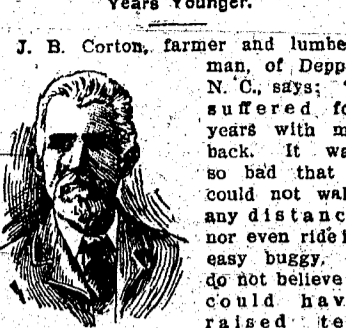 Years Younger.
J. B. Corton, farmer and lumbe
man, of Depp
N. C., says;
suffered fo
years with m
back. It wa
so bad that
could not wal
any distanc
nor even ride i
easy buggy,
do not believe
could hav
raised te